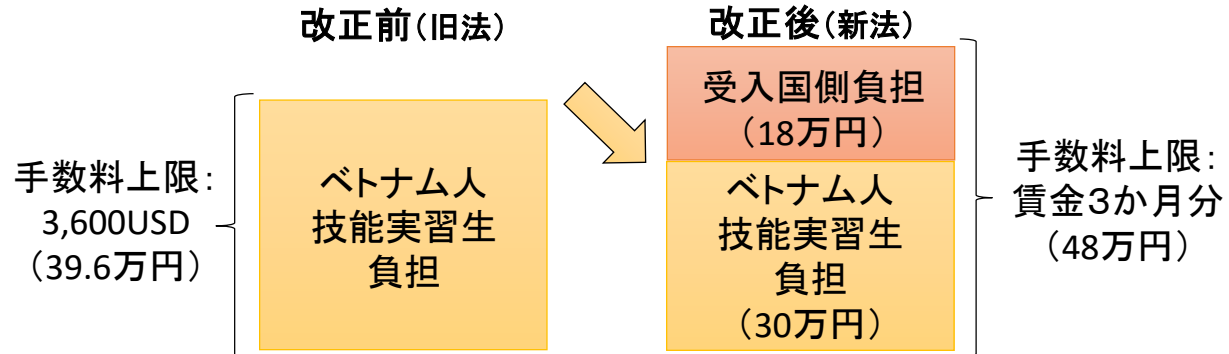 改正前(旧法)
手数料上限:
3,600USD
(39.6万円)
ベトナム人
技能実習生
負担
改正後(新法)
受入国側負担
(18万円)
ベトナム人
技能実習生
負担
(30万円)
手数料上限:
賃金3か月分
(48万円)